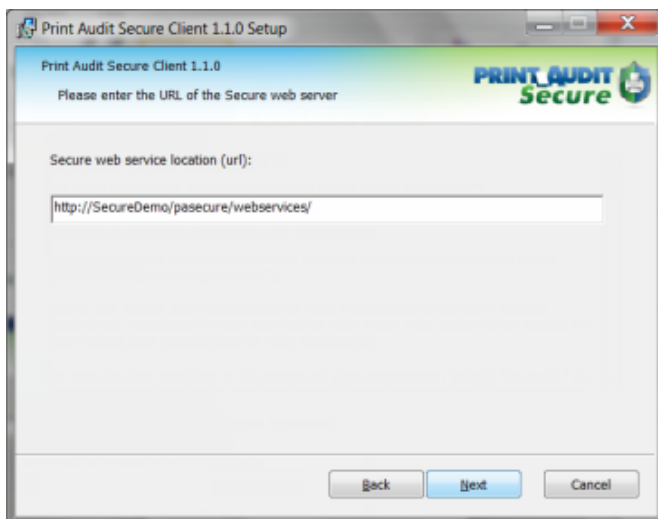 Print Audit Secure Client 1.1.0 Setup
Print Audit Secure Client 1.1.0
Please enter the URL of the Secure web server
PRINT AUDIT
Secure
Secure web service location (url):
http://SecureDemo/pasecure/webservices/
Back
Next
Cancel